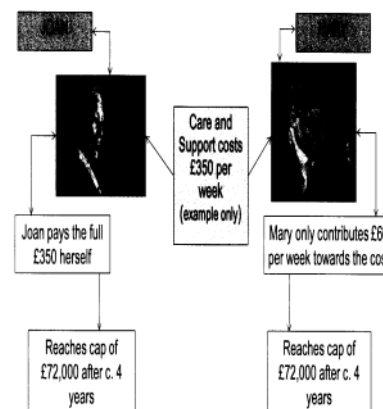 JOAN
Care and
Support costs
£350 per
week
(example only)
Joan pays the full
£350 herself
Mary only contributes £6
per week towards the cos
Reaches cap of
£72,000 after c. 4
years
Reaches cap of
£72,000 after c. 4
years